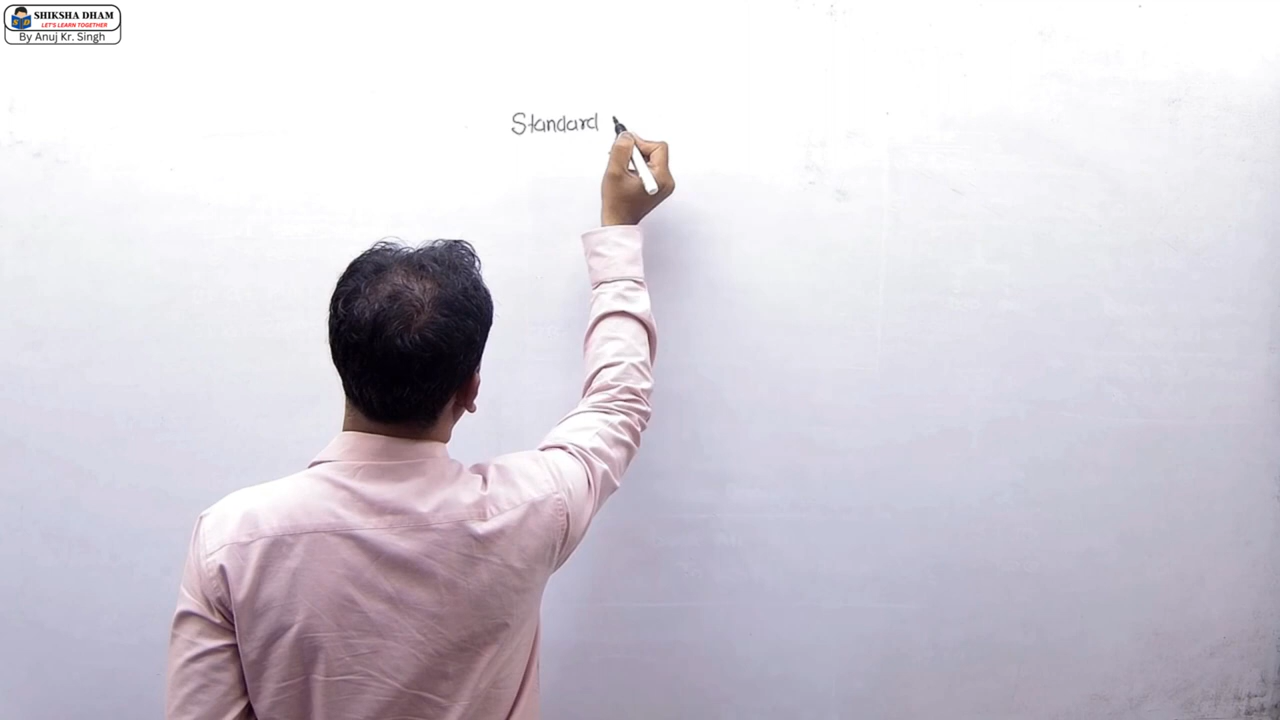 SHIKSHA DHAM
LET'S LEARN TOGETHER
By Anuj Kr. Singh
Standard